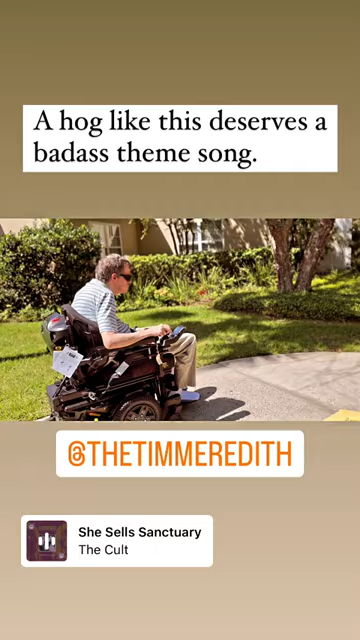 A hog like this deserves a
badass theme song.
@THETIMMEREDITH
She Sells Sanctuary
The Cult